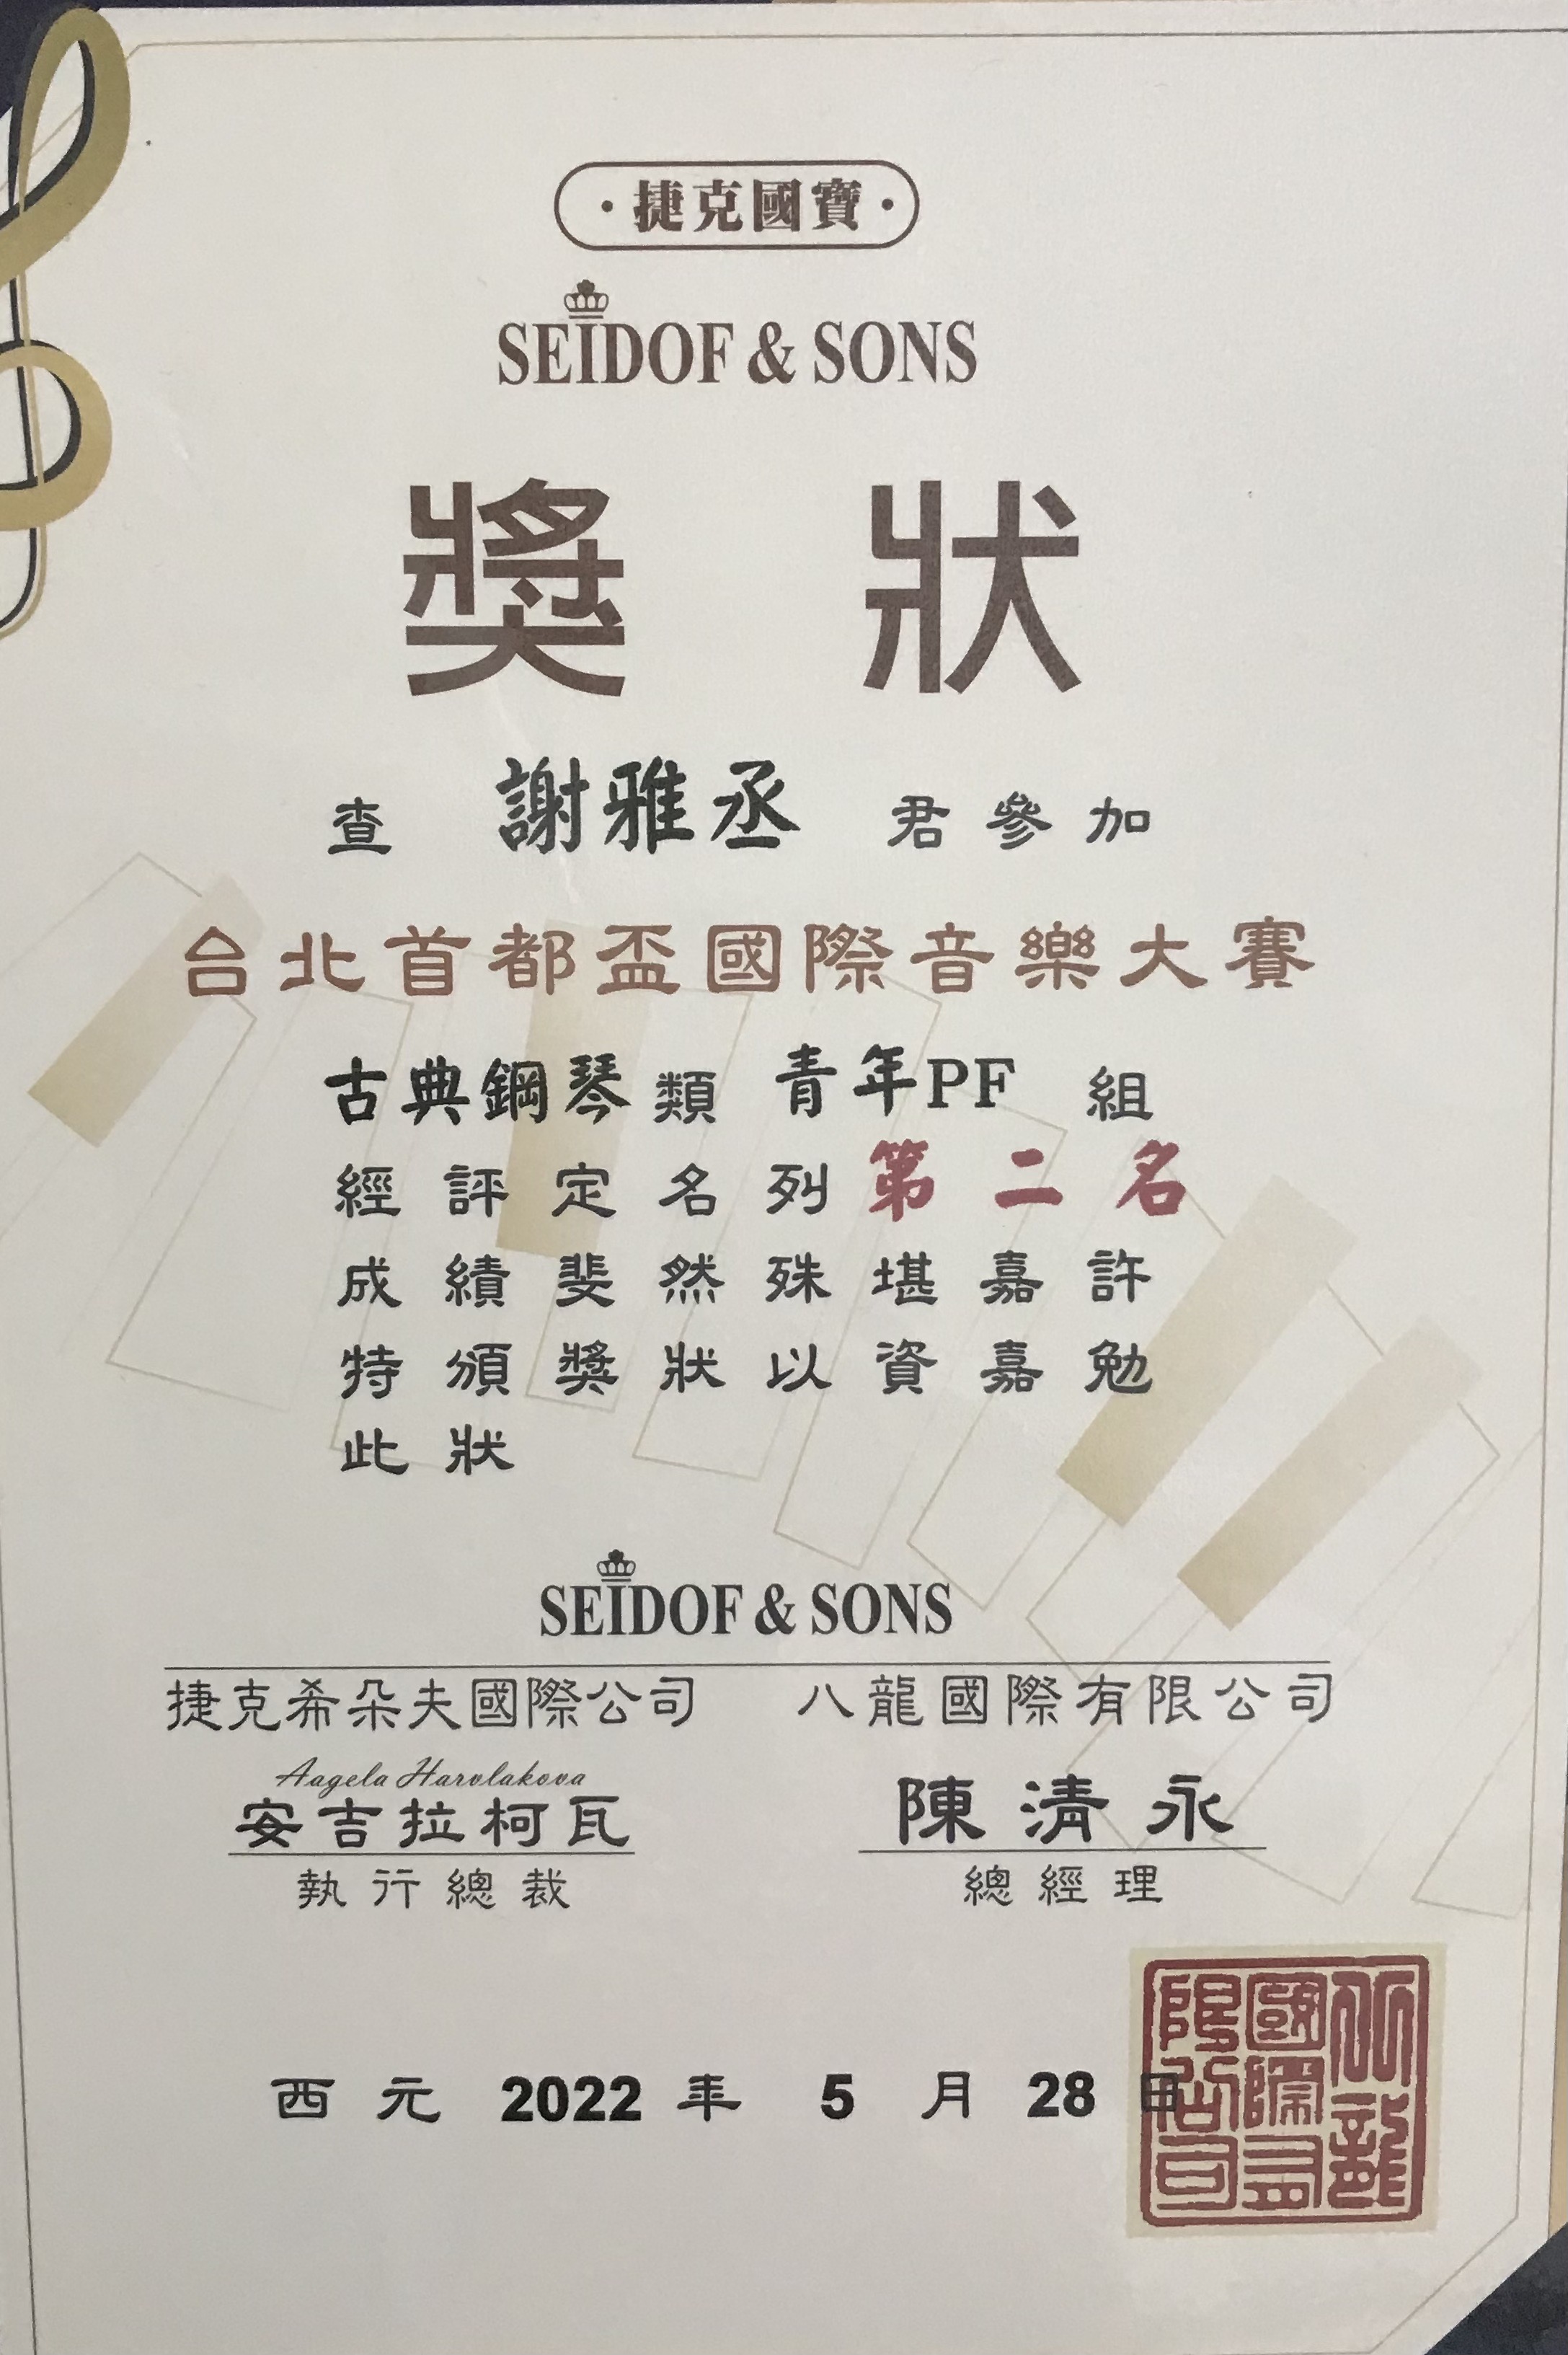 ·捷克國寶·
SEIDOF & SONS
獎狀
查 謝雅丞 君參加
台北首都盃國際音樂大賽
古典鋼琴類 青年PF 組
經評定名列第二名
成績斐然殊堪嘉許
特頒獎狀以資嘉勉
此狀
SEIDOF & SONS
捷克希朵夫國際公司 八龍國際有限公司
Aagela Harvlakova
安吉拉柯瓦 陳清永
執行總裁 總經理
西元 2022 年 5 月 28 日
八龍國際有限公司